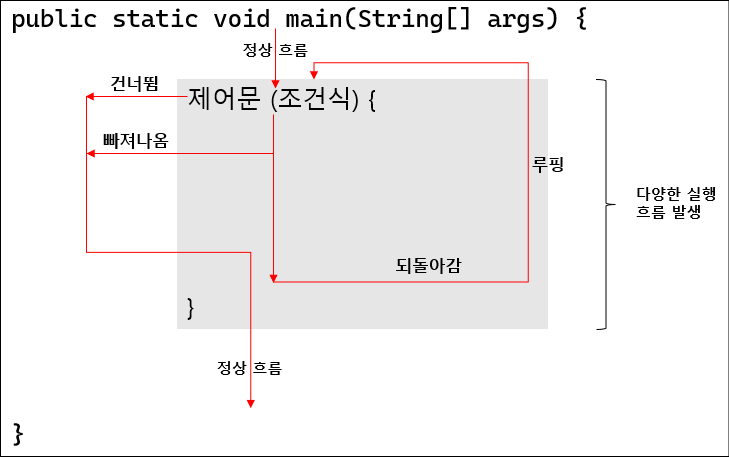 public static void main(String[] args) {
정상 흐름
건너뜀
제어문 (조건식) {
빠져나옴
루핑
다양한 실행
흐름 발생
되돌아감
}
정상 흐름
}